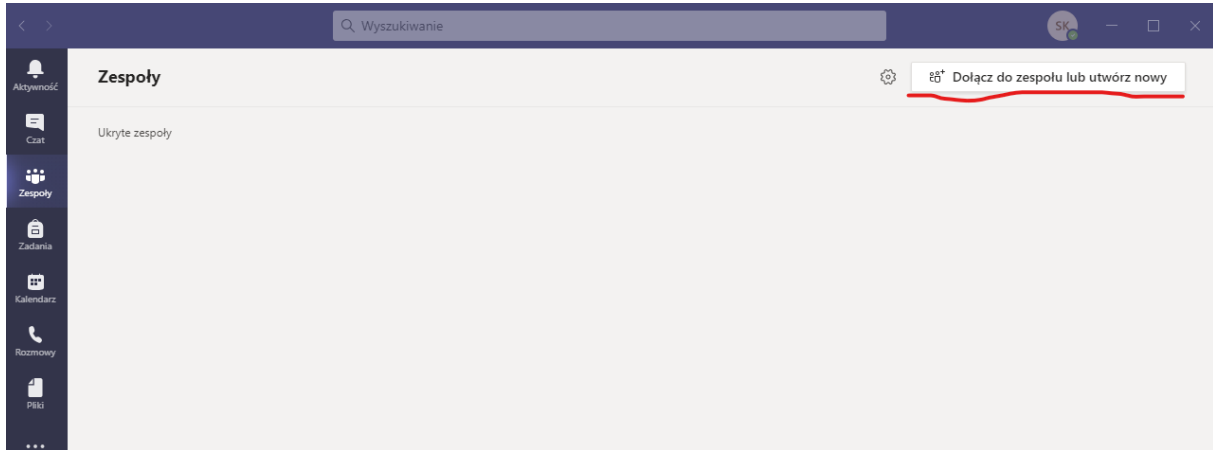 Wyszukiwanie
SK
Aktywność
Zespoły
Dołącz do zespołu lub utwórz nowy
Czat
Ukryte zespoły
Zespoły
Zadania
Kalendarz
Rozmowy
Pliki